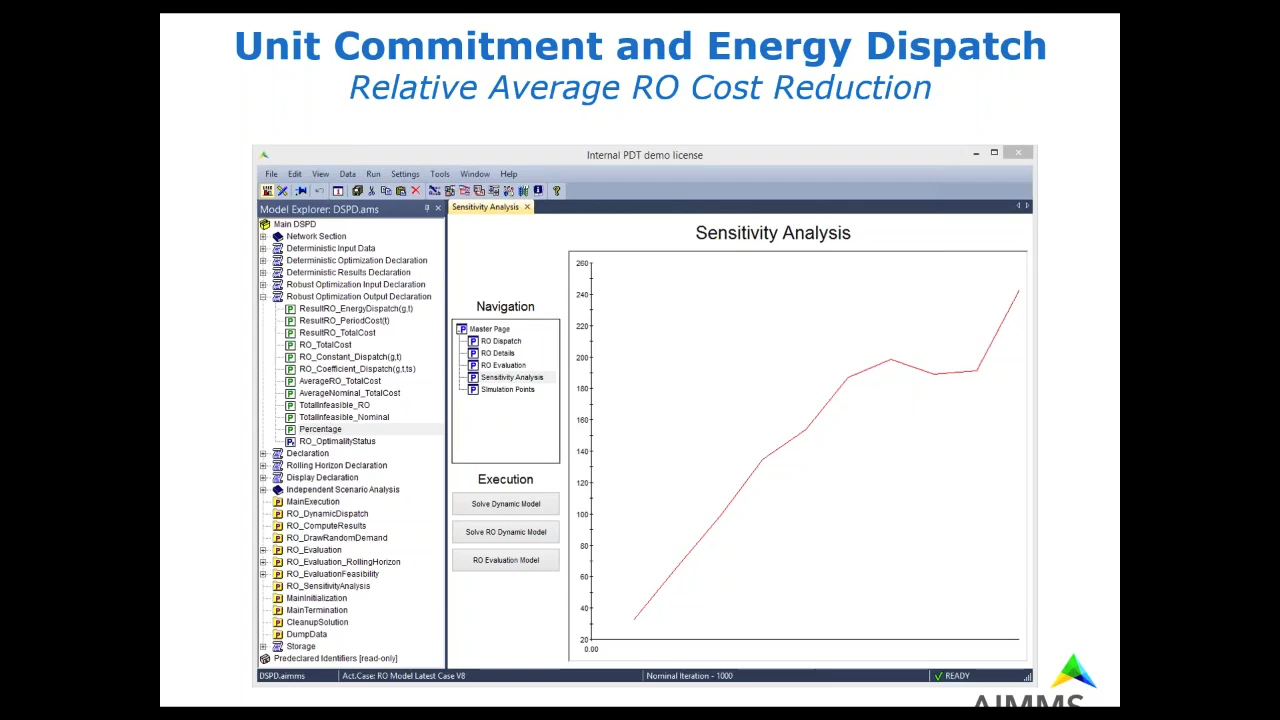 Unit Commitment and Energy Dispatch
Relative Average RO Cost Reduction
Internal PDT demo license
File Edit View Data Run Settings Tools Window Help
Model Explorer: DSPD.ams
Main DSPD
Network Section
Deterministic Input Data
Deterministic Optimization Declaration
Deterministic Results Declaration
Robust Optimization Input Declaration
Robust Optimization Output Declaration
ResultRO_EnergyDispatch(g,t)
ResultRO_PeriodCost(t)
ResultRO_TotalCost
RO_TotalCost
RO_Constant_Dispatch(g,t)
RO_Coefficient_Dispatch(g,t,ts)
AverageRO_TotalCost
AverageNominal_TotalCost
TotalInfeasible_RO
TotalInfeasible_Nominal
Percentage
RO_OptimalityStatus
Declaration
Rolling Horizon Declaration
Display Declaration
Independent Scenario Analysis
MainExecution
RO_DynamicDispatch
RO_ComputeResults
RO_DrawRandomDemand
RO_Evaluation
RO_Evaluation_RollingHorizon
RO_EvaluationFeasibility
RO_SensitivityAnalysis
MainInitialization
MainTermination
CleanupSolution
DumpData
Storage
Predeclared Identifiers [read-only]
Sensitivity Analysis
Navigation
Master Page
RO Dispatch
RO Details
RO Evaluation
Sensitivity Analysis
Simulation Points
Execution
Solve Dynamic Model
Solve RO Dynamic Model
RO Evaluation Model
Sensitivity Analysis
260
240
220
200
180
160
140
120
100
80
60
40
20
0.00
DSPD.aimms
Act.Case: RO Model Latest Case V8
Nominal Iteration - 1000
READY
AIMMS